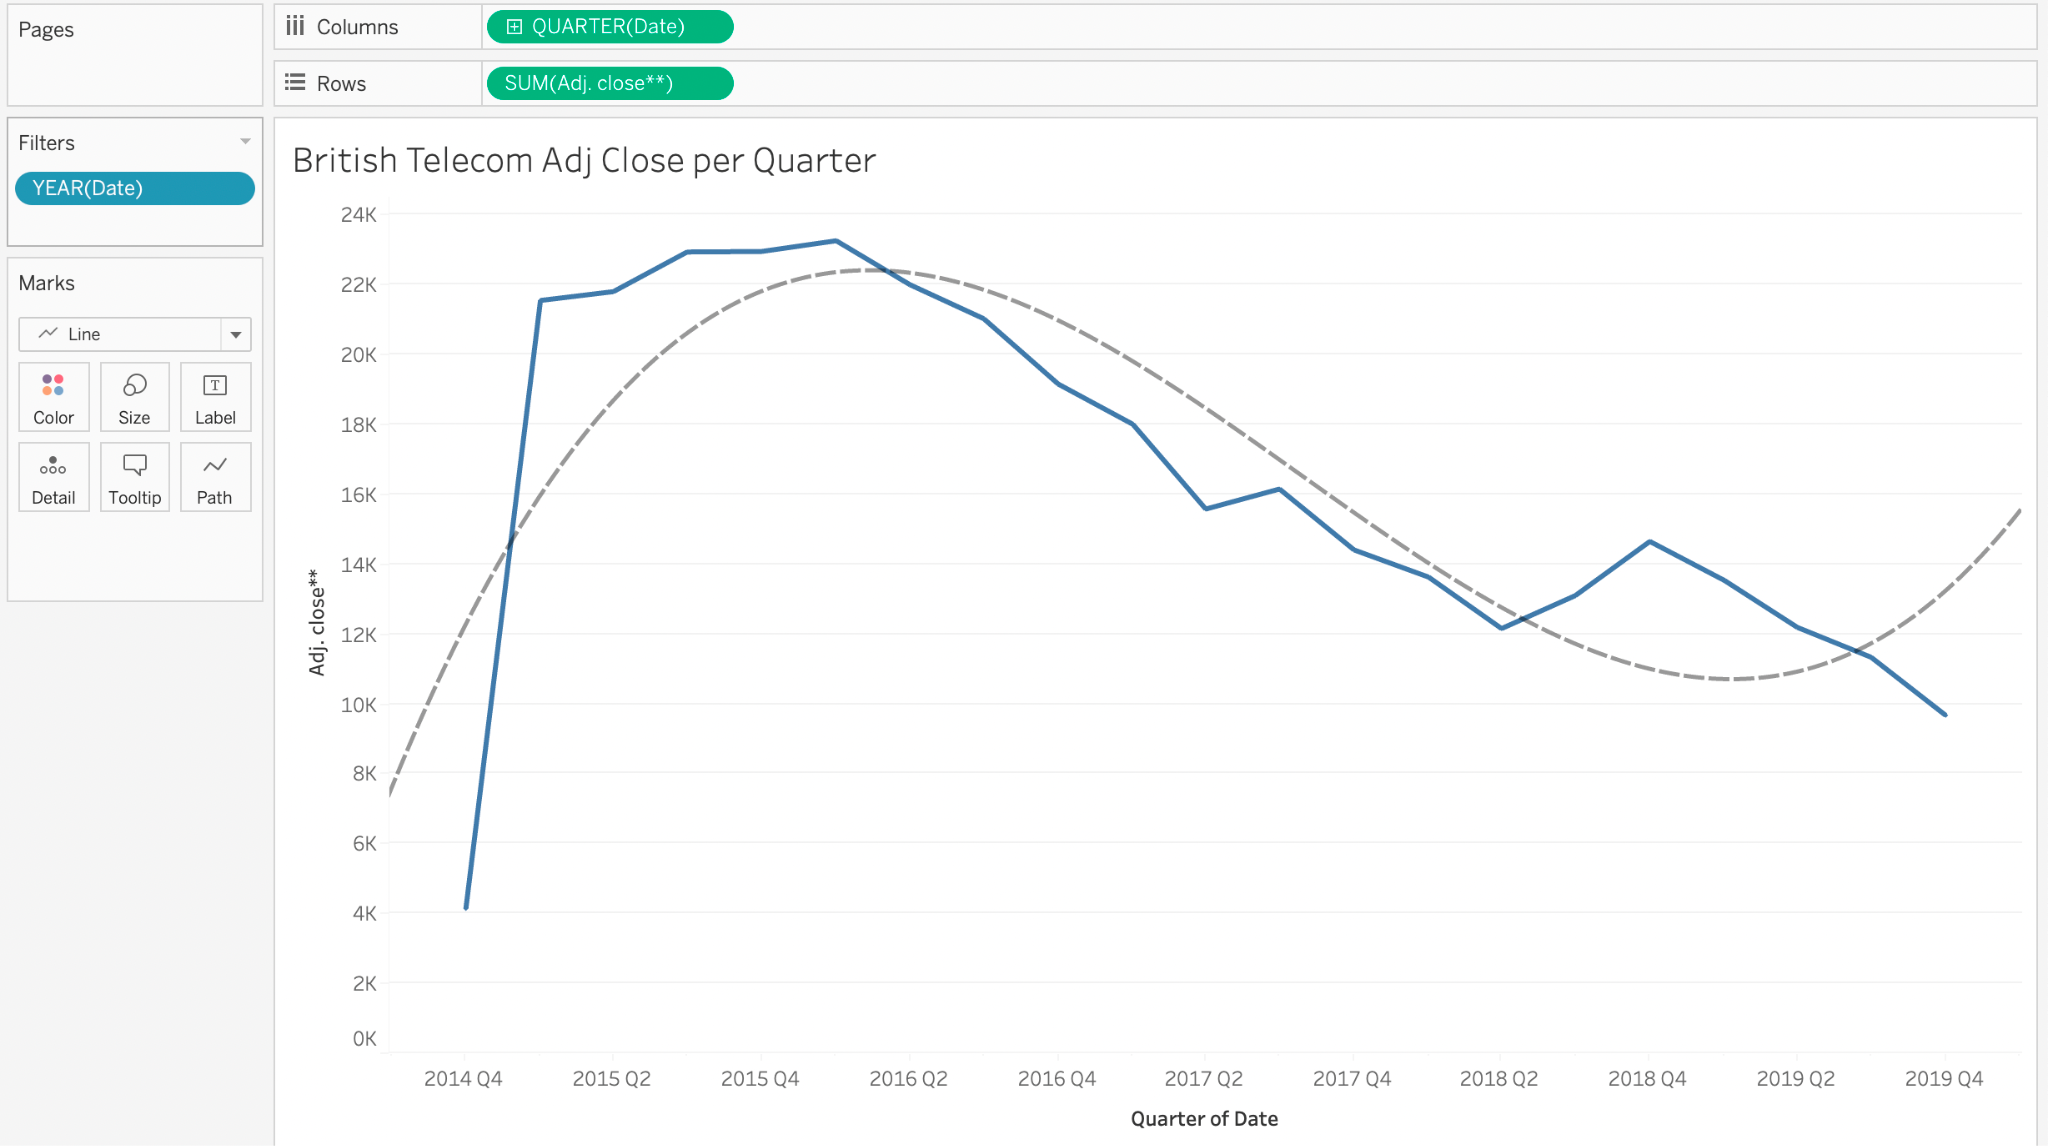 Pages
Columns
QUARTER(Date)
Rows
SUM(Adj. close**)
Filters
YEAR(Date)
Marks
Line
Color
Size
T
Label
Detail
Tooltip
Path
British Telecom Adj Close per Quarter
24K
22K
20K
18K
16K
14K
12K
10K
8K
6K
4K
2K
0K
Adj. close**
2014 Q4
2015 Q2
2015 Q4
2016 Q2
2016 Q4
2017 Q2
2017 Q4
2018 Q2
2018 Q4
2019 Q2
2019 Q4
Quarter of Date